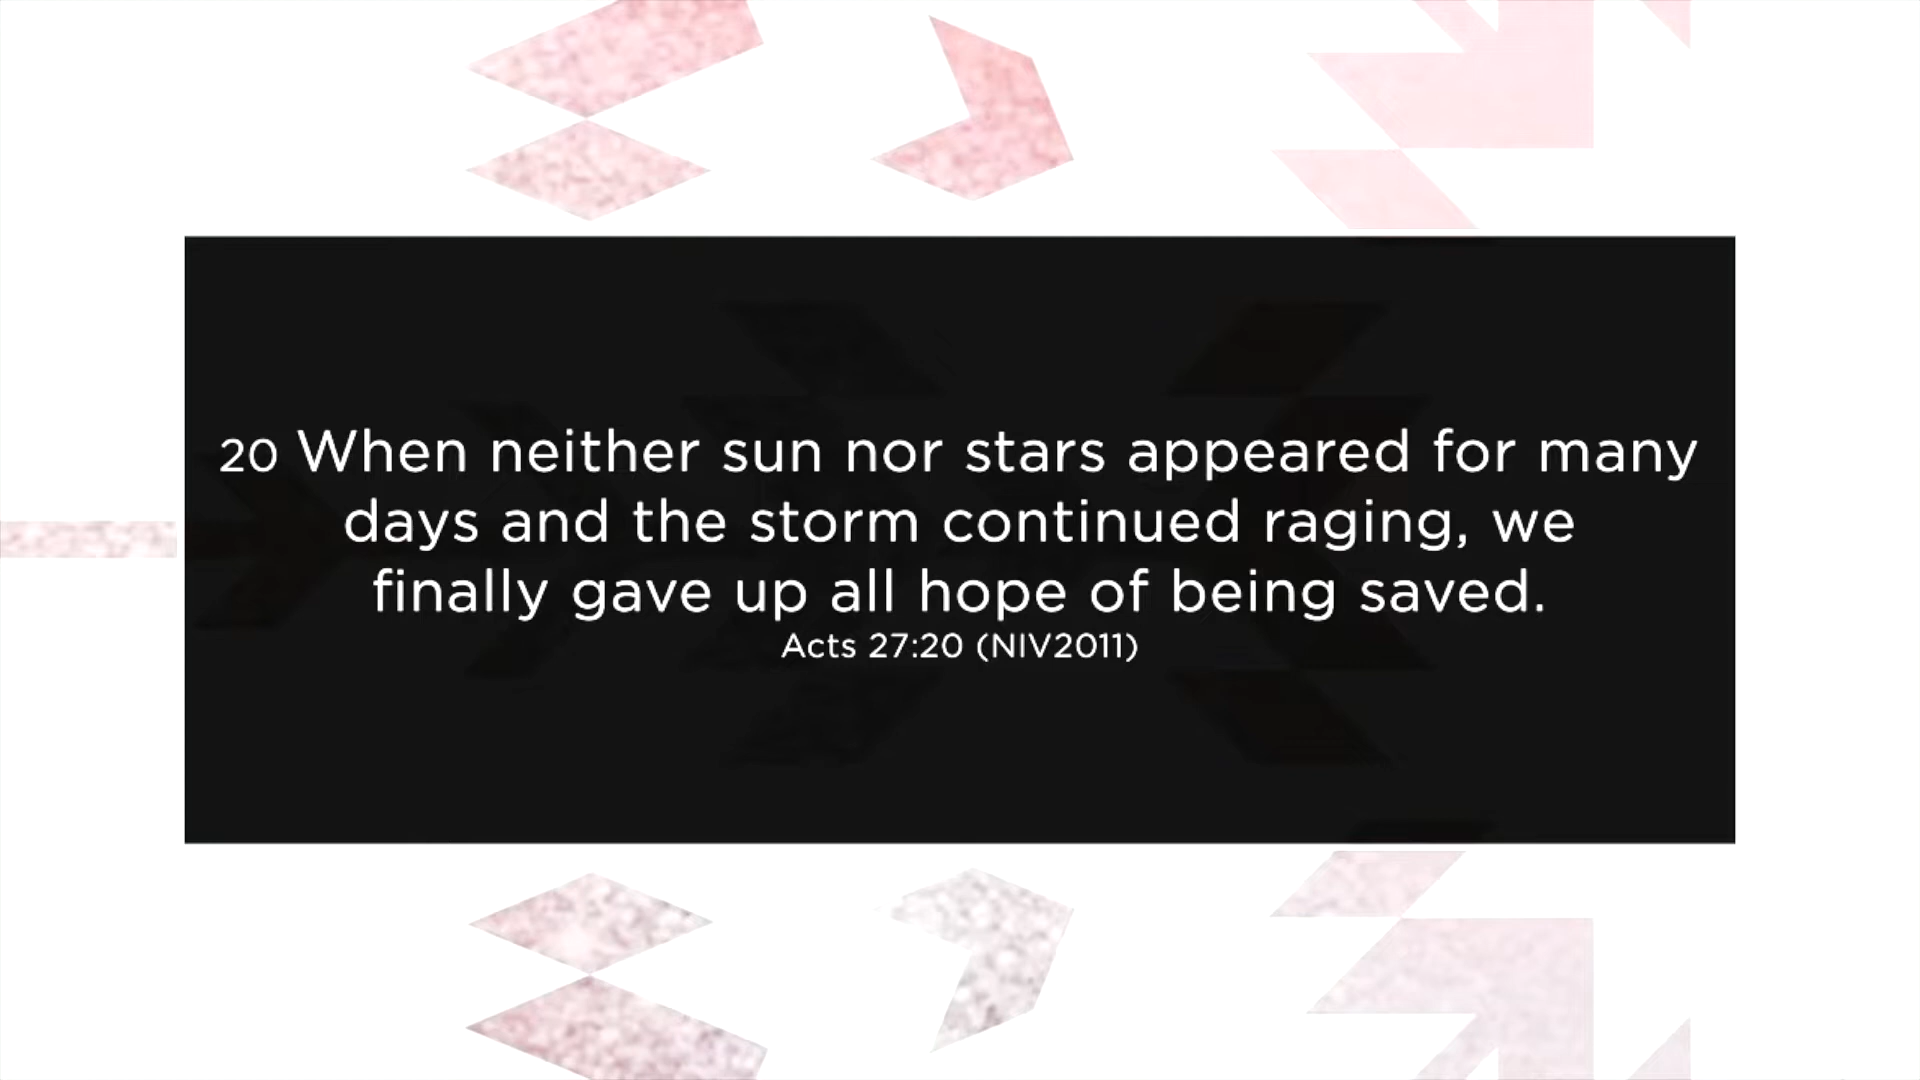 20 When neither sun nor stars appeared for many
days and the storm continued raging, we
finally gave up all hope of being saved.
Acts 27:20 (NIV2011)